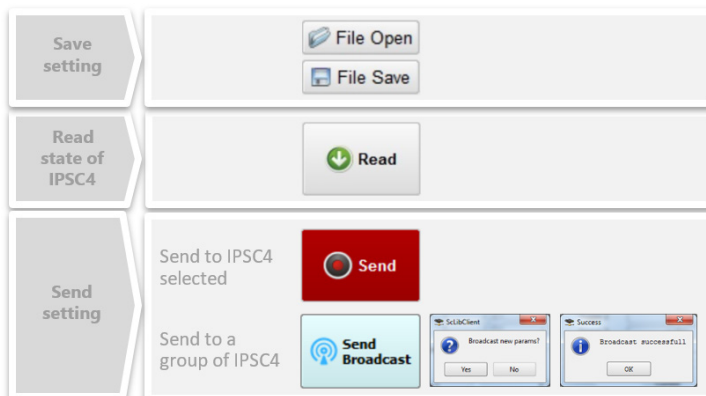 Save
setting
File Open
File Save
Read
state of
IPSC4
Read
Send
setting
Send to IPSC4
selected
Send
Send to a
group of IPSC4
Send
Broadcast
ScLibClient
Broadcast new params?
Yes
No
Success
Broadcast successfull
OK